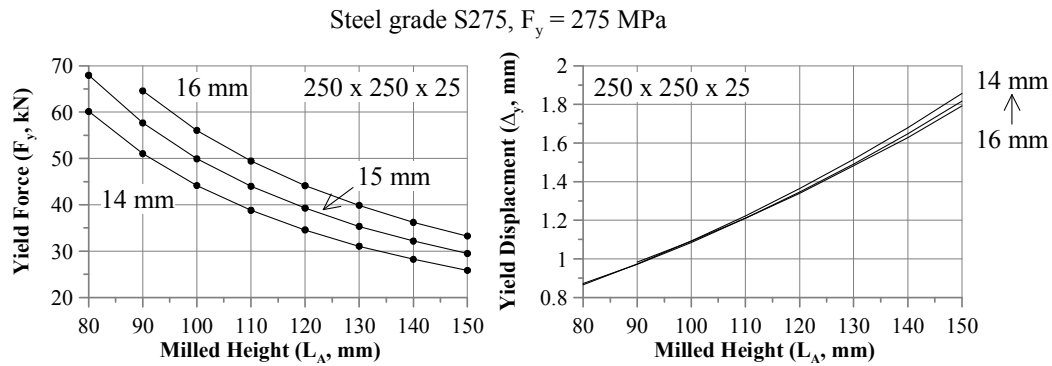 Steel grade S275, Fy = 275 MPa
Yield Force (Fy, kN)
70
60
50
40
30
20
16 mm
250 x 250 x 25
15 mm
14 mm
80 90 100 110 120 130 140 150
Milled Height (LA, mm)
Yield Displacment (Δy, mm)
2
1.8
1.6
1.4
1.2
1
0.8
250 x 250 x 25
14 mm
16 mm
80 90 100 110 120 130 140 150
Milled Height (LA, mm)